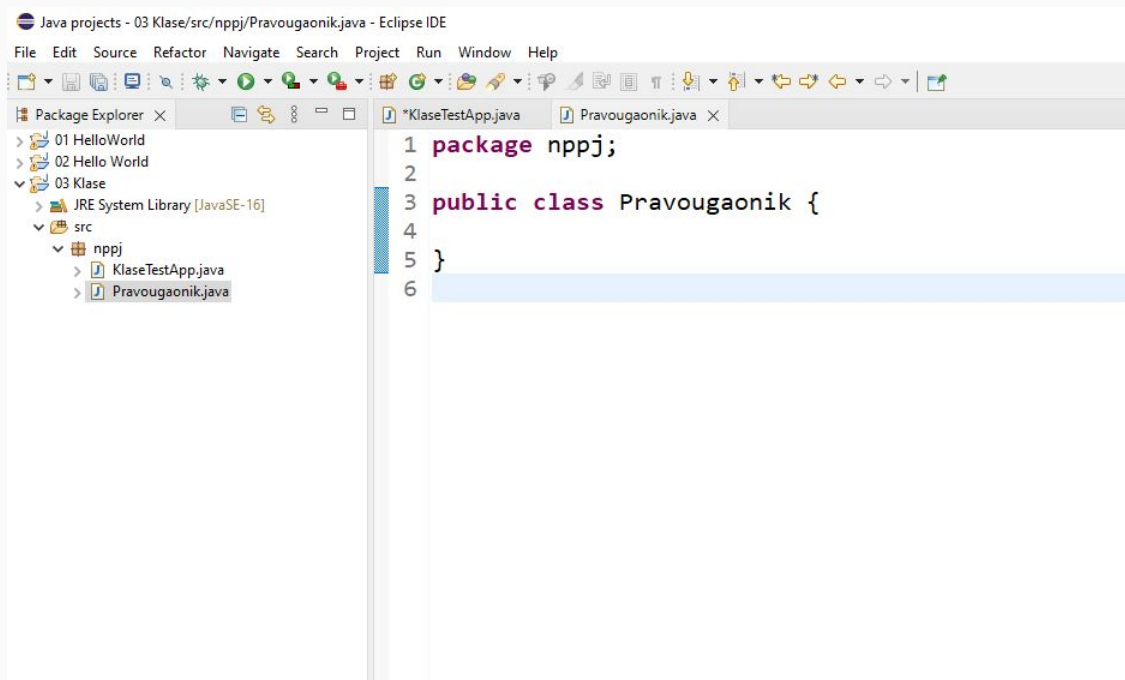 Java projects - 03 Klase/src/nppj/Pravougaonik.java - Eclipse IDE
File Edit Source Refactor Navigate Search Project Run Window Help
Package Explorer
01 HelloWorld
02 Hello World
03 Klase
JRE System Library [JavaSE-16]
src
nppj
KlaseTestApp.java
Pravougaonik.java
*KlaseTestApp.java Pravougaonik.java
1 package nppj;
2
3 public class Pravougaonik {
4
5 }
6